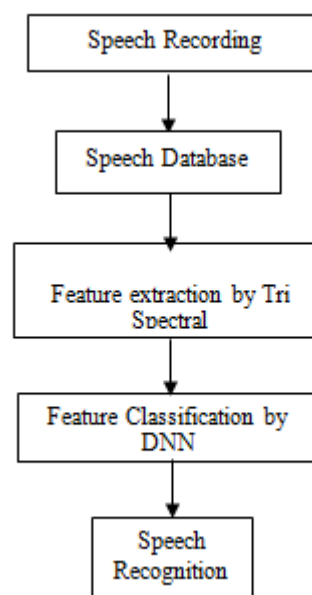 Speech Recording
Speech Database
Feature extraction by Tri
Spectral
Feature Classification by
DNN
Speech
Recognition